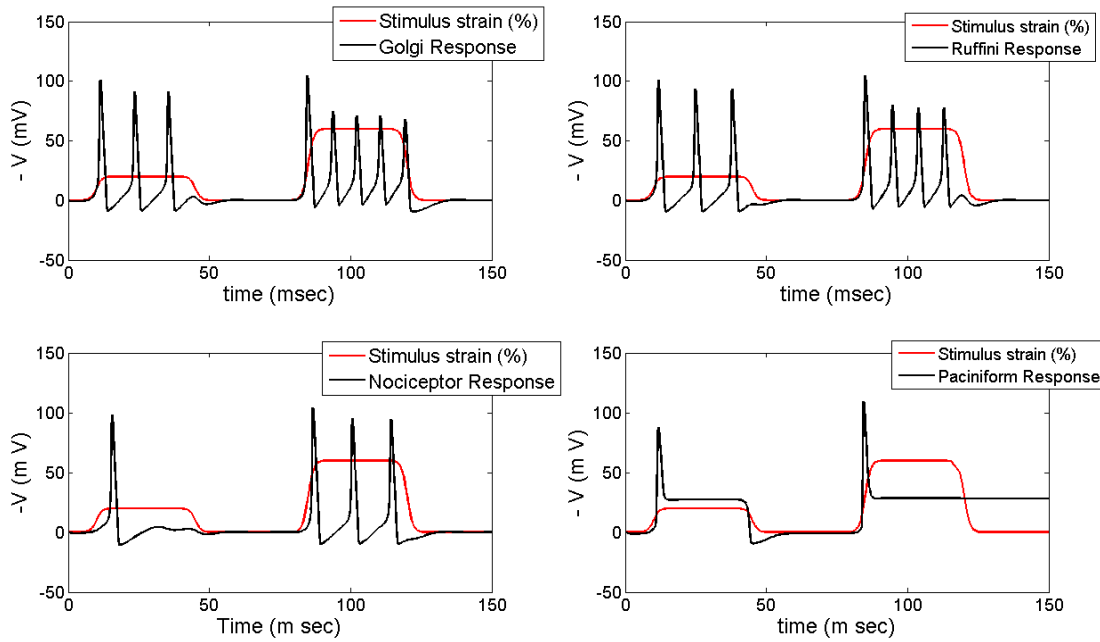 150
100
50
0
-50
- V (mV)
Stimulus strain (%)
Golgi Response
0 50 100 150
time (msec)
150
100
50
0
-50
- V (mV)
Stimulus strain (%)
Ruffini Response
0 50 100 150
time (msec)
150
100
50
0
-50
-V (m V)
Stimulus strain (%)
Nociceptor Response
0 50 100 150
Time (m sec)
150
100
50
0
-50
- V (m V)
Stimulus strain (%)
Paciniform Response
0 50 100 150
time (m sec)